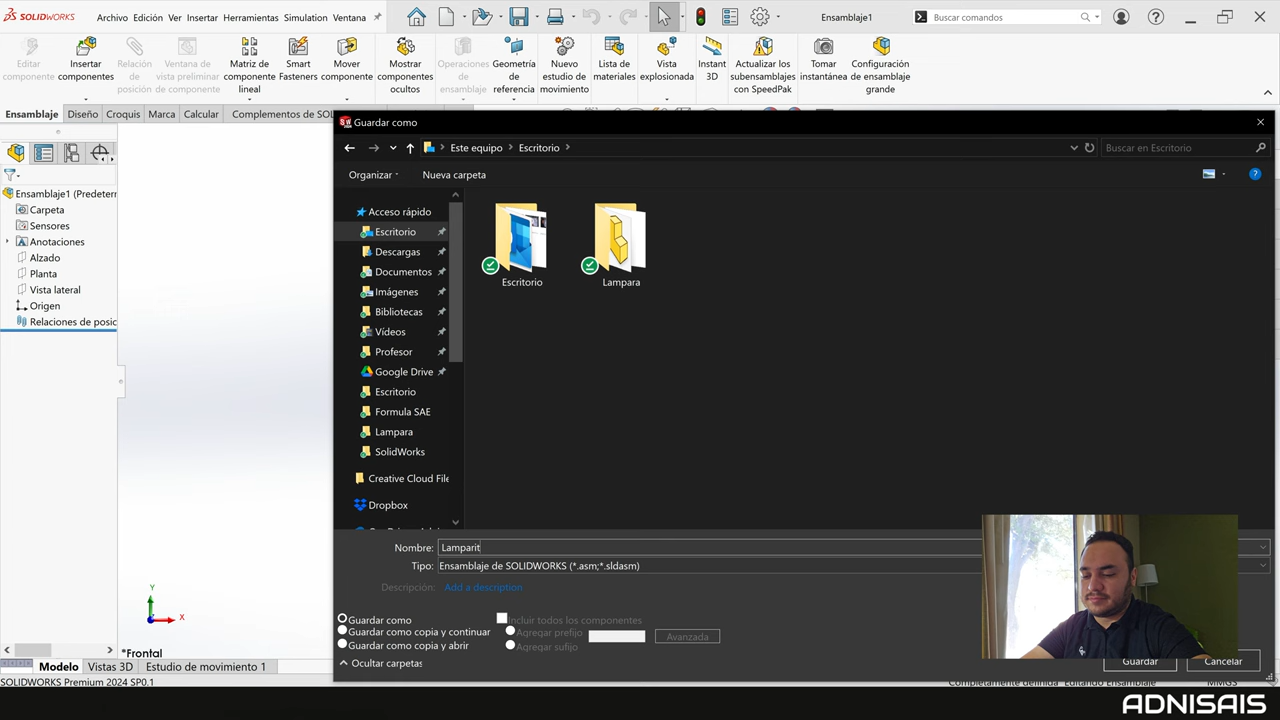 SOLIDWORKS
Archivo Edición Ver Insertar Herramientas Simulation Ventana
Ensamblaje1
Buscar comandos
Editar componente
Insertar componentes
Relación de posición
Ventana de vista preliminar de componente
Matriz de componente lineal
Smart Fasteners
Mover componente
Mostrar componentes ocultos
Operaciones de ensamblaje
Geometría de referencia
Nuevo estudio de movimiento
Lista de materiales
Vista explosionada
Instant 3D
Actualizar los subensamblajes con SpeedPak
Tomar instantánea
Configuración de ensamblaje grande
Ensamblaje Diseño Croquis Marca Calcular Complementos de SOL
Ensamblaje1 (Predeterr
Carpeta
Sensores
Anotaciones
Alzado
Planta
Vista lateral
Origen
Relaciones de posic
Y
X
*Frontal
Modelo Vistas 3D Estudio de movimiento 1
SOLIDWORKS Premium 2024 SP0.1
Guardar como
Este equipo Escritorio
Buscar en Escritorio
Organizar Nueva carpeta
Acceso rápido
Escritorio
Descargas
Documentos
Imágenes
Bibliotecas
Vídeos
Profesor
Google Drive
Escritorio
Formula SAE
Lampara
SolidWorks
Creative Cloud File
Dropbox
Escritorio
Lampara
Nombre: Lamparit
Tipo: Ensamblaje de SOLIDWORKS (*.asm;*.sldasm)
Descripción: Add a description
Guardar como
Guardar como copia y continuar
Guardar como copia y abrir
Incluir todos los componentes
Agregar prefijo
Agregar sufijo
Avanzada
Ocultar carpetas
Guardar Cancelar
Completamente definida Editando Ensamblaje MMGS
ADNISAIS